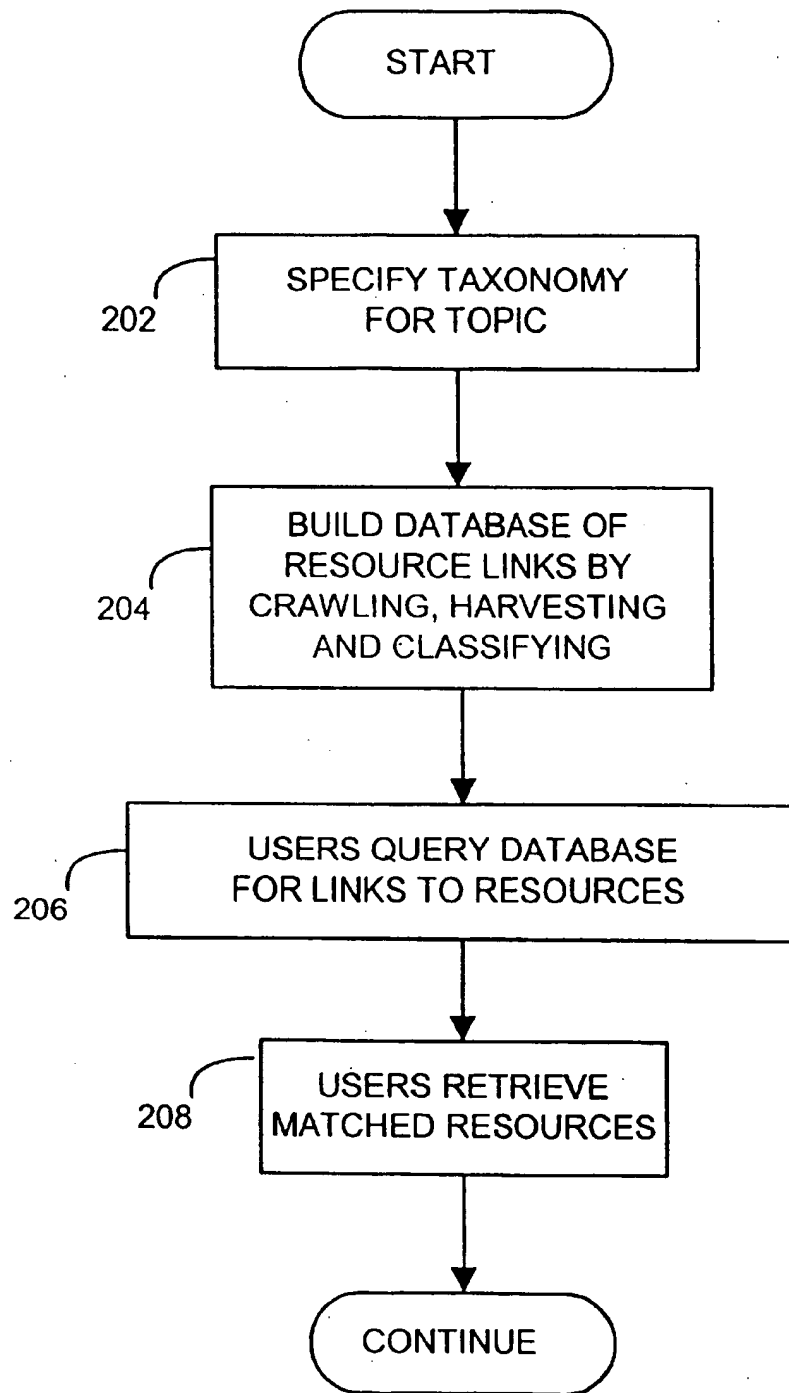 START
202
SPECIFY TAXONOMY
FOR TOPIC
204
BUILD DATABASE OF
RESOURCE LINKS BY
CRAWLING, HARVESTING
AND CLASSIFYING
206
USERS QUERY DATABASE
FOR LINKS TO RESOURCES
208
USERS RETRIEVE
MATCHED RESOURCES
CONTINUE